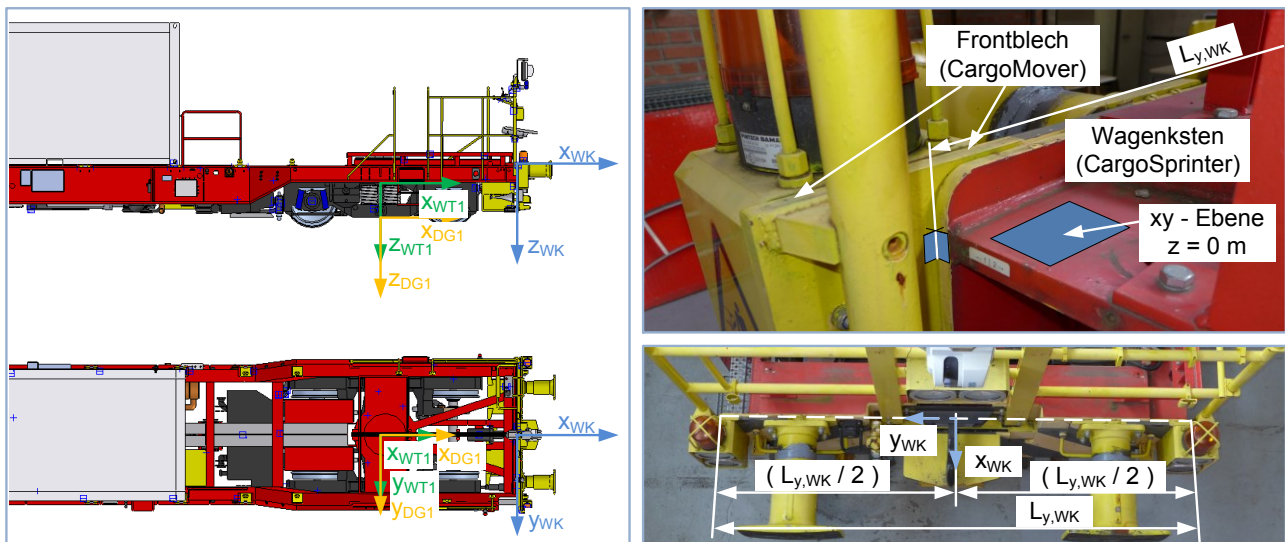 x_WK
x_WT1
x_DG1
z_WT1
z_DG1
z_WK
x_WK
x_WT1
x_DG1
y_WT1
y_DG1
y_WK
Frontblech
(CargoMover)
L_y,WK
Wagenksten
(CargoSprinter)
xy - Ebene
z = 0 m
y_WK
x_WK
( L_y,WK / 2 )
( L_y,WK / 2 )
L_y,WK